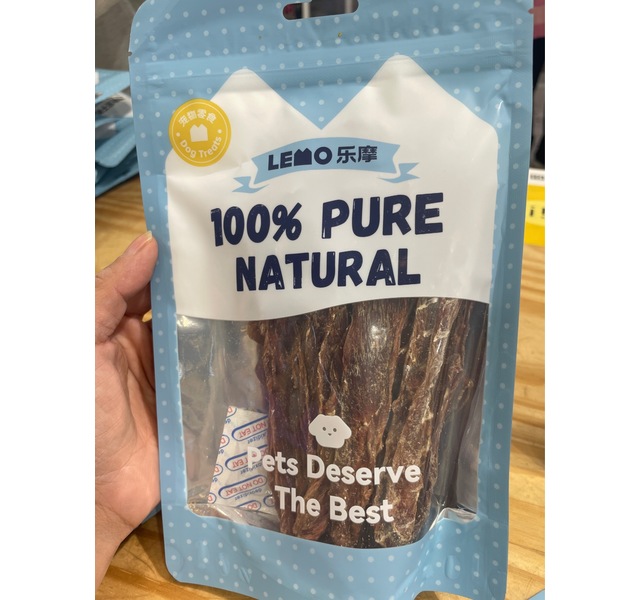 宠物零食
Dog Treats
LEMO 乐摩
100% PURE
NATURAL
DO NOT EAT
Pets Deserve
The Best